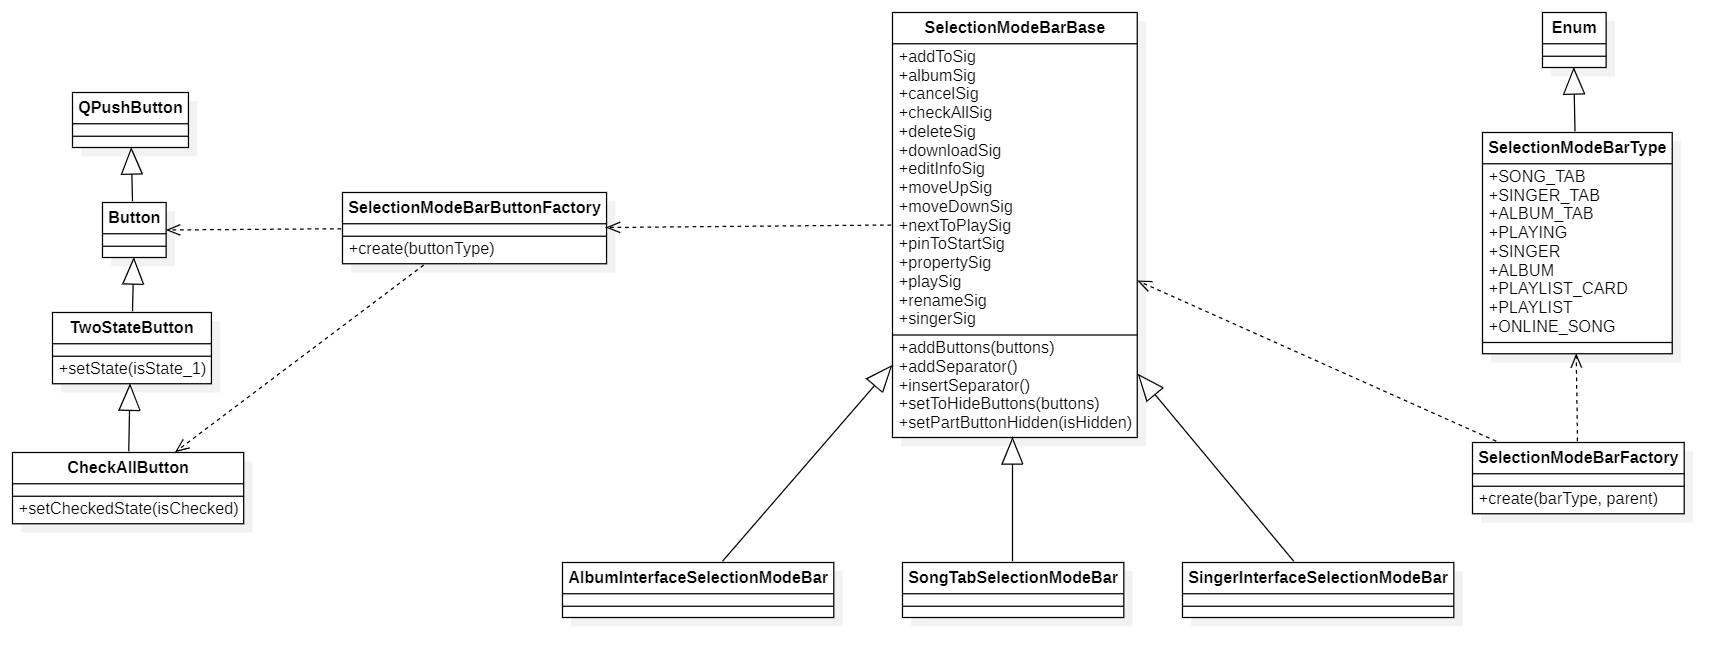 QPushButton
Button
TwoStateButton
+setState(isState_1)
CheckAllButton
+setCheckedState(isChecked)
SelectionModeBarButtonFactory
+create(buttonType)
SelectionModeBarBase
+addToSig
+albumSig
+cancelSig
+checkAllSig
+deleteSig
+downloadSig
+editInfoSig
+moveUpSig
+moveDownSig
+nextToPlaySig
+pinToStartSig
+propertySig
+playSig
+renameSig
+singerSig
+addButtons(buttons)
+addSeparator()
+insertSeparator()
+setToHideButtons(buttons)
+setPartButtonHidden(isHidden)
AlbumInterfaceSelectionModeBar
SongTabSelectionModeBar
SingerInterfaceSelectionModeBar
Enum
SelectionModeBarType
+SONG_TAB
+SINGER_TAB
+ALBUM_TAB
+PLAYING
+SINGER
+ALBUM
+PLAYLIST_CARD
+PLAYLIST
+ONLINE_SONG
SelectionModeBarFactory
+create(barType, parent)